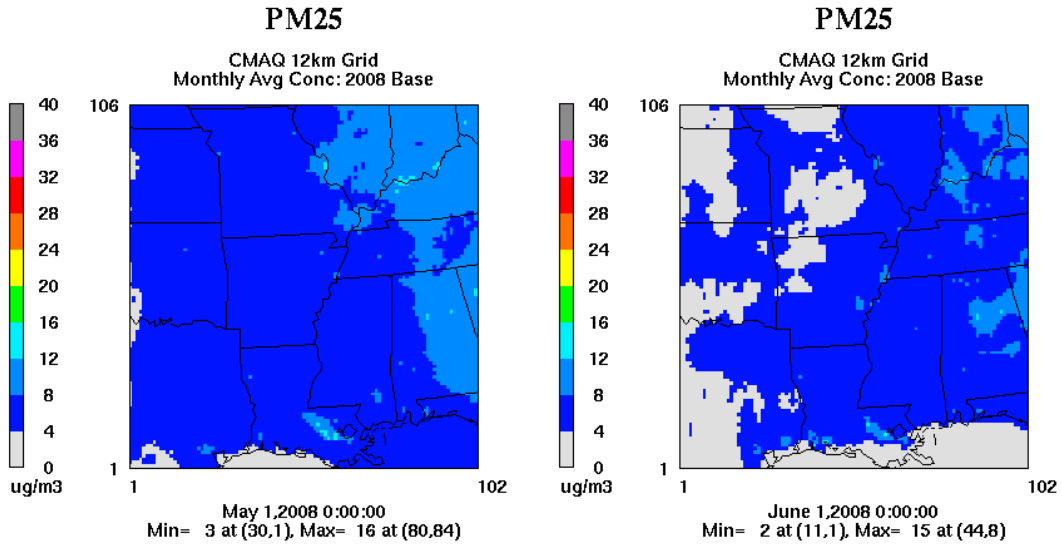 PM25
CMAQ 12km Grid
Monthly Avg Conc: 2008 Base
40
36
32
28
24
20
16
12
8
4
0
ug/m3
106
1
1
102
May 1,2008 0:00:00
Min= 3 at (30,1), Max= 16 at (80,84)
PM25
CMAQ 12km Grid
Monthly Avg Conc: 2008 Base
40
36
32
28
24
20
16
12
8
4
0
ug/m3
106
1
1
102
June 1,2008 0:00:00
Min= 2 at (11,1), Max= 15 at (44,8)